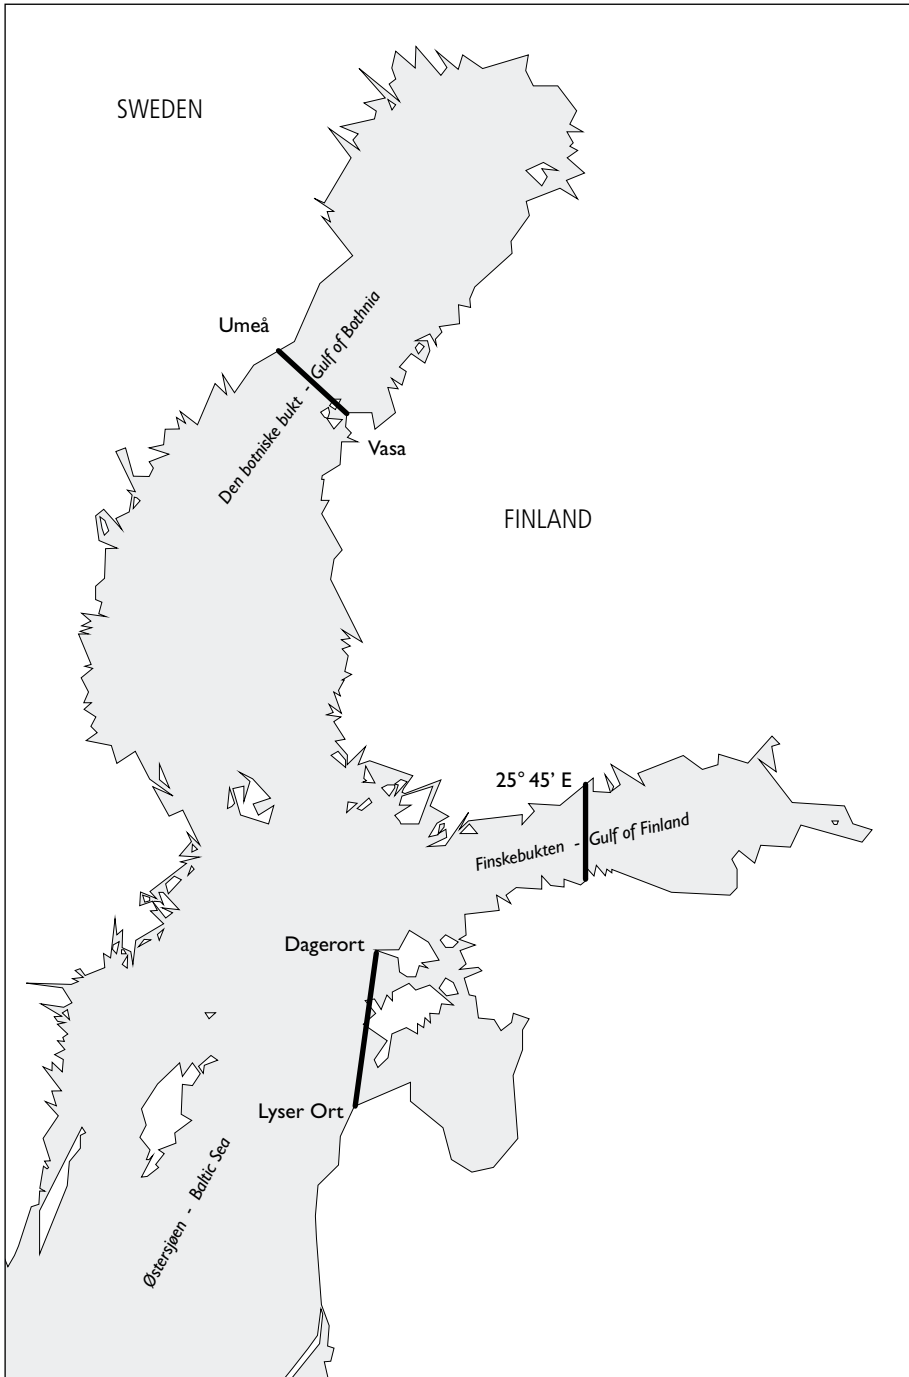 SWEDEN
Umeå
Den botniske bukt - Gulf of Bothnia
Vasa
FINLAND
25° 45’ E
Finskebukten - Gulf of Finland
Dagerort
Lyser Ort
Østersjøen - Baltic Sea